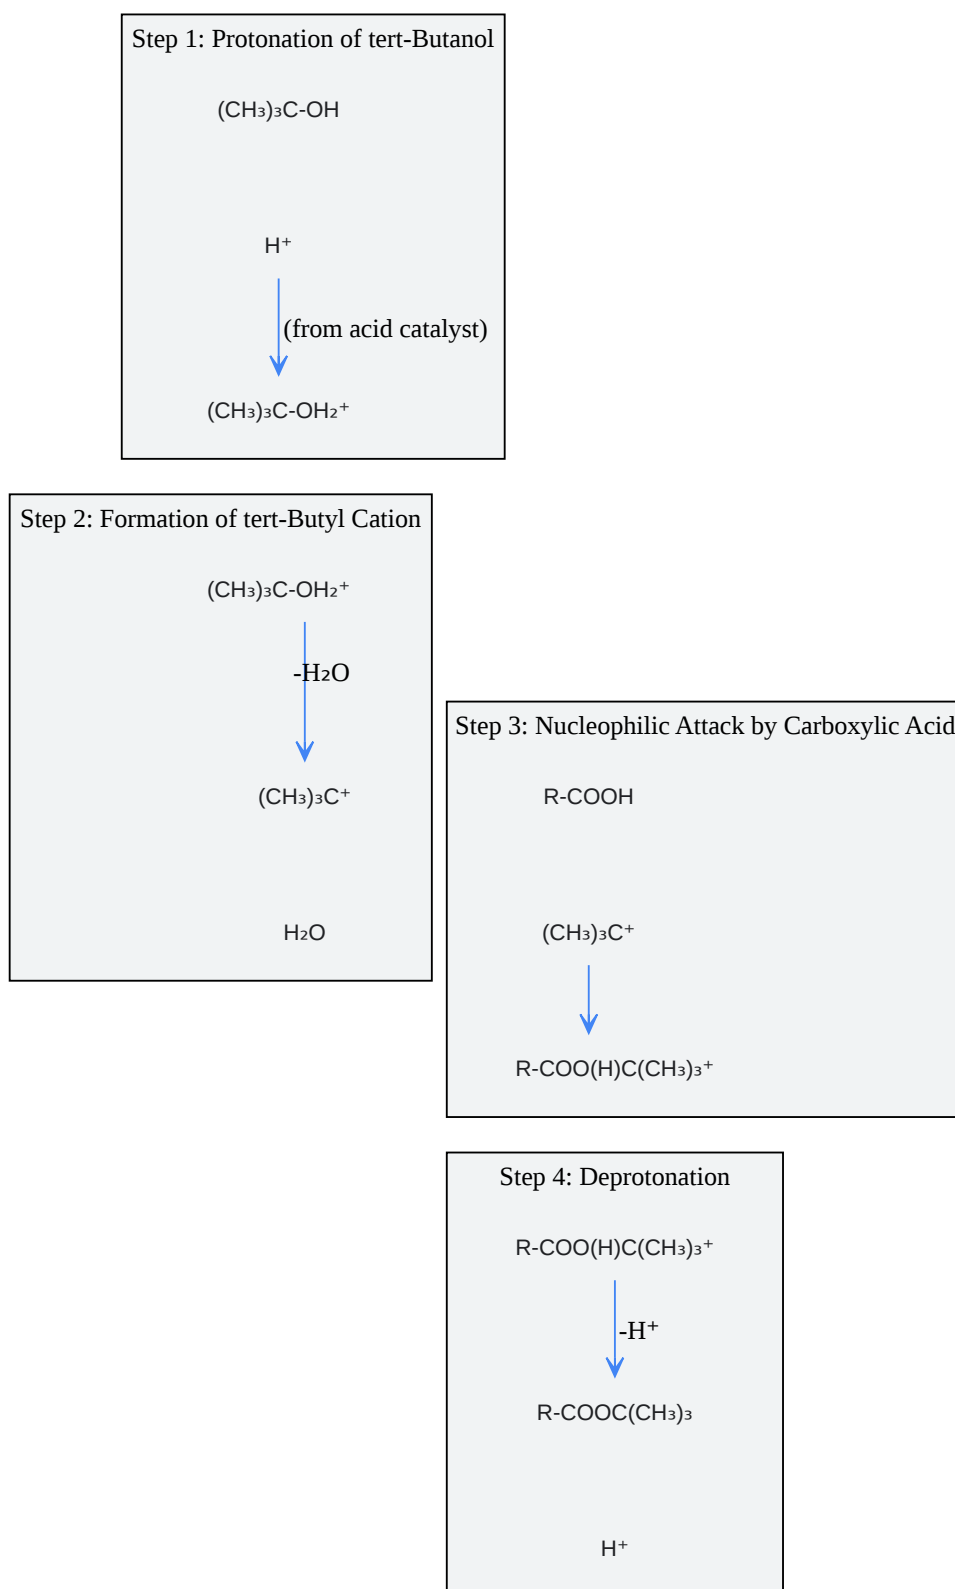 Step 1: Protonation of tert-Butanol
(CH₃)₃C-OH
H⁺
(from acid catalyst)
(CH₃)₃C-OH₂⁺
Step 2: Formation of tert-Butyl Cation
(CH₃)₃C-OH₂⁺
-H₂O
(CH₃)₃C⁺
H₂O
Step 3: Nucleophilic Attack by Carboxylic Acid
R-COOH
(CH₃)₃C⁺
R-COO(H)C(CH₃)₃⁺
Step 4: Deprotonation
R-COO(H)C(CH₃)₃⁺
-H⁺
R-COOC(CH₃)₃
H⁺